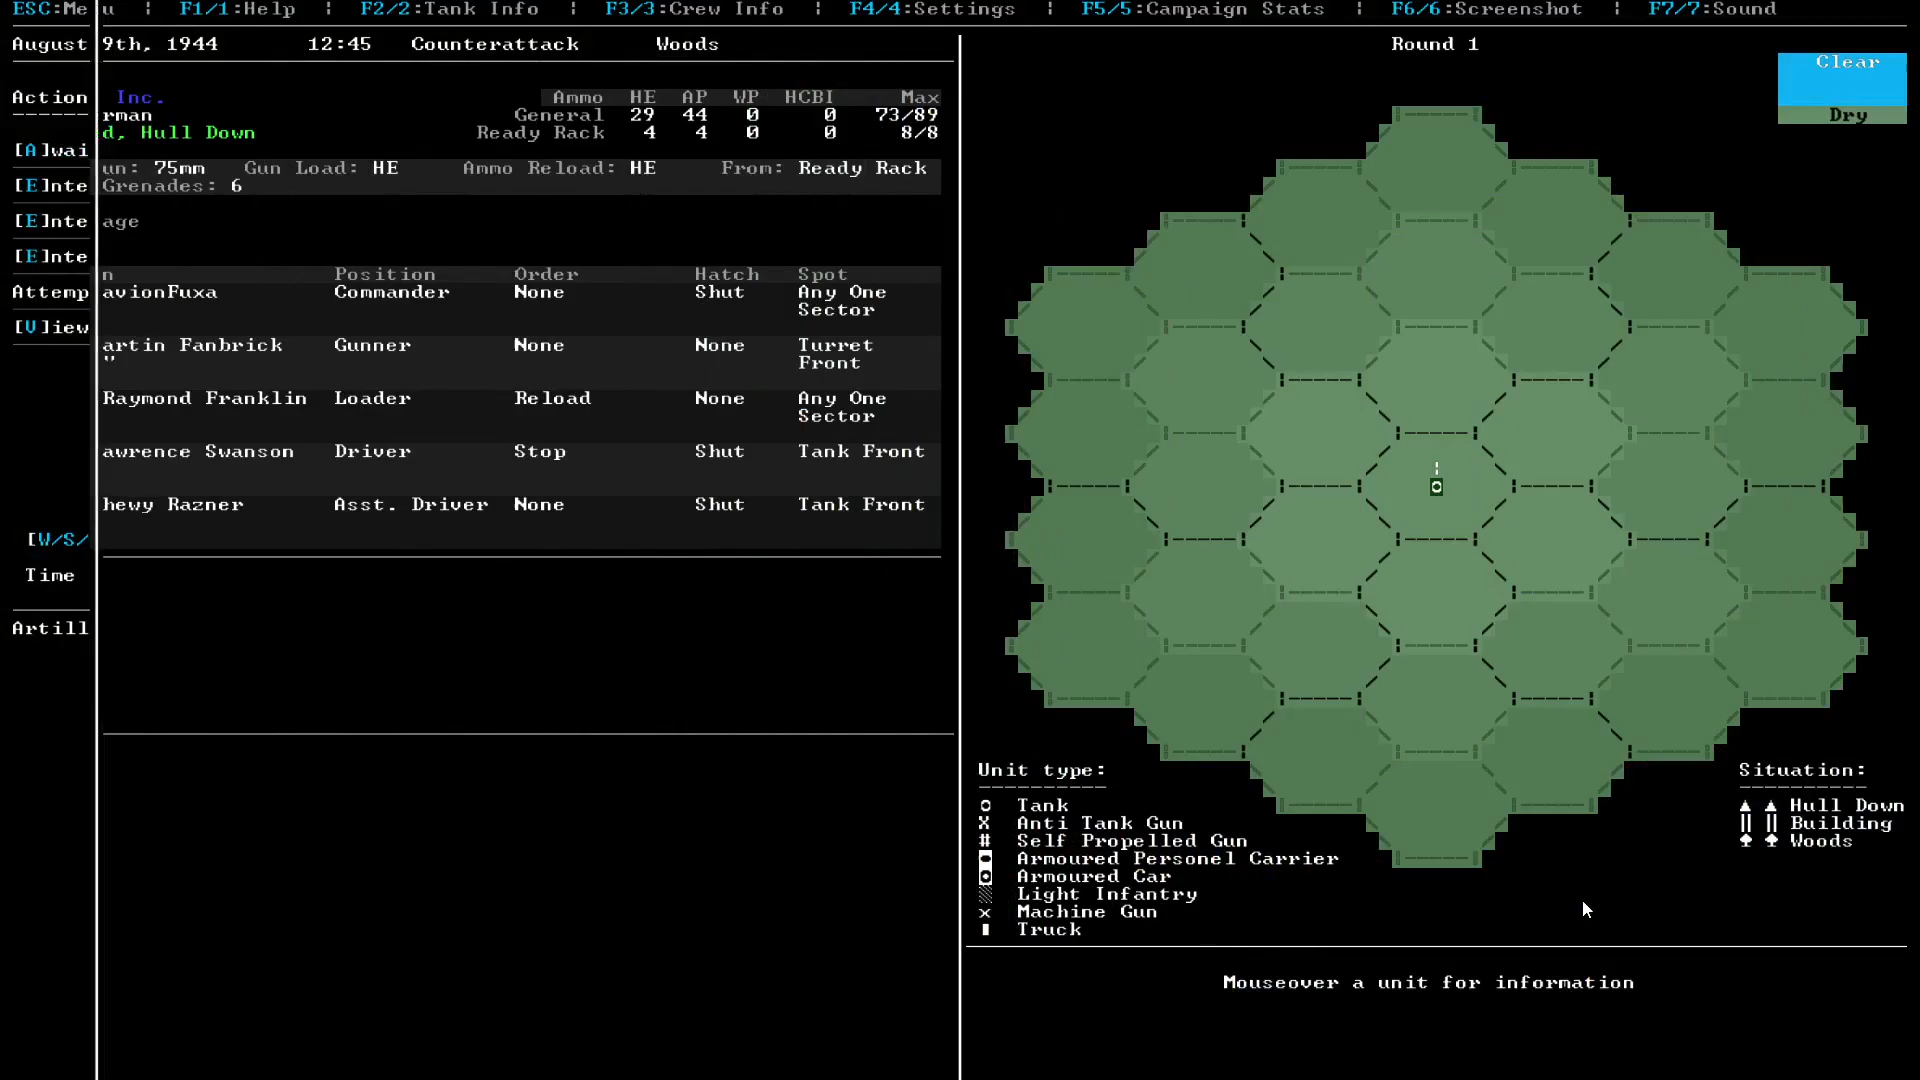 ESC:Me u ¦ F1/1:Help ¦ F2/2:Tank Info ¦ F3/3:Crew Info ¦ F4/4:Settings ¦ F5/5:Campaign Stats ¦ F6/6:Screenshot ¦ F7/7:Sound
August 9th, 1944 12:45 Counterattack Woods
Round 1
Clear
Dry
Action Inc. Ammo HE AP WP HCBI Max
rman General 29 44 0 0 73/89
d, Hull Down Ready Rack 4 4 0 0 8/8
[A]wai
un: 75mm Gun Load: HE Ammo Reload: HE From: Ready Rack
[E]nte Grenades: 6
[E]nte age
[E]nte
n Position Order Hatch Spot
Attemp avionFuxa Commander None Shut Any One
Sector
[V]iew
artin Fanbrick Gunner None None Turret
" Front
Raymond Franklin Loader Reload None Any One
Sector
awrence Swanson Driver Stop Shut Tank Front
hewy Razner Asst. Driver None Shut Tank Front
[W/S/
Time
Artill
Unit type:
O Tank
X Anti Tank Gun
# Self Propelled Gun
Armoured Personel Carrier
Armoured Car
Light Infantry
x Machine Gun
Truck
Situation:
▲ ▲ Hull Down
|| || Building
♠ ♠ Woods
Mouseover a unit for information